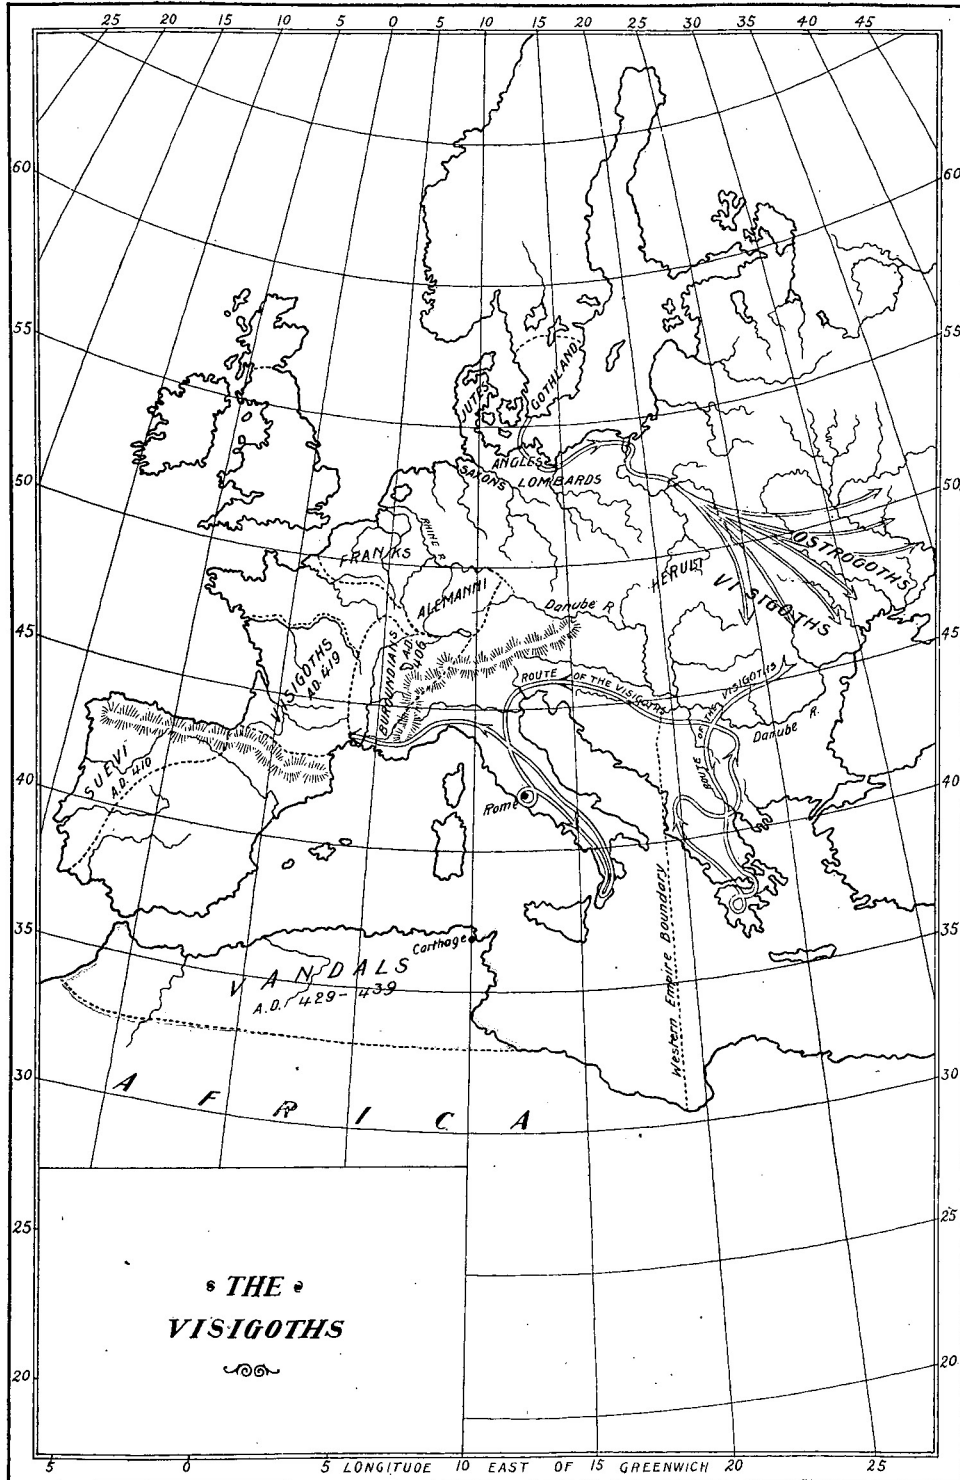 25 20 15 10 5 0 5 10 15 20 25 30 35 40 45
60 60
55 55
50 50
45 45
40 40
35 35
30 30
25 25
20 20
JUTES
GOTHLAND
ANGLES
SAXONS
LOMBARDS
RHINE R.
FRANKS
ALEMANNI
HERULI
OSTROGOTHS
VISIGOTHS
Danube R.
VISIGOTHS
A.D. 419
BURGUNDIANS
A.D. 406
ROUTE OF THE VISIGOTHS
ROUTE OF THE VISIGOTHS
Danube R.
SUEVI
A.D. 410
Rome
Western Empire Boundary
Carthage
VANDALS
A.D. 429-439
AFRICA
THE
VISIGOTHS
5 0 5 LONGITUDE 10 EAST OF 15 GREENWICH 20 25